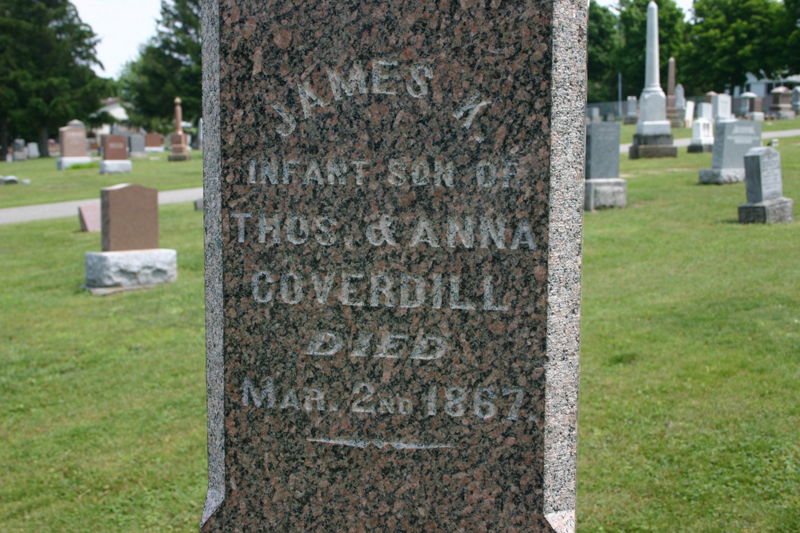 JAMES K.
INFANT SON OF
THOS. & ANNA
COVERDILL
DIED
MAR. 2ND 1867